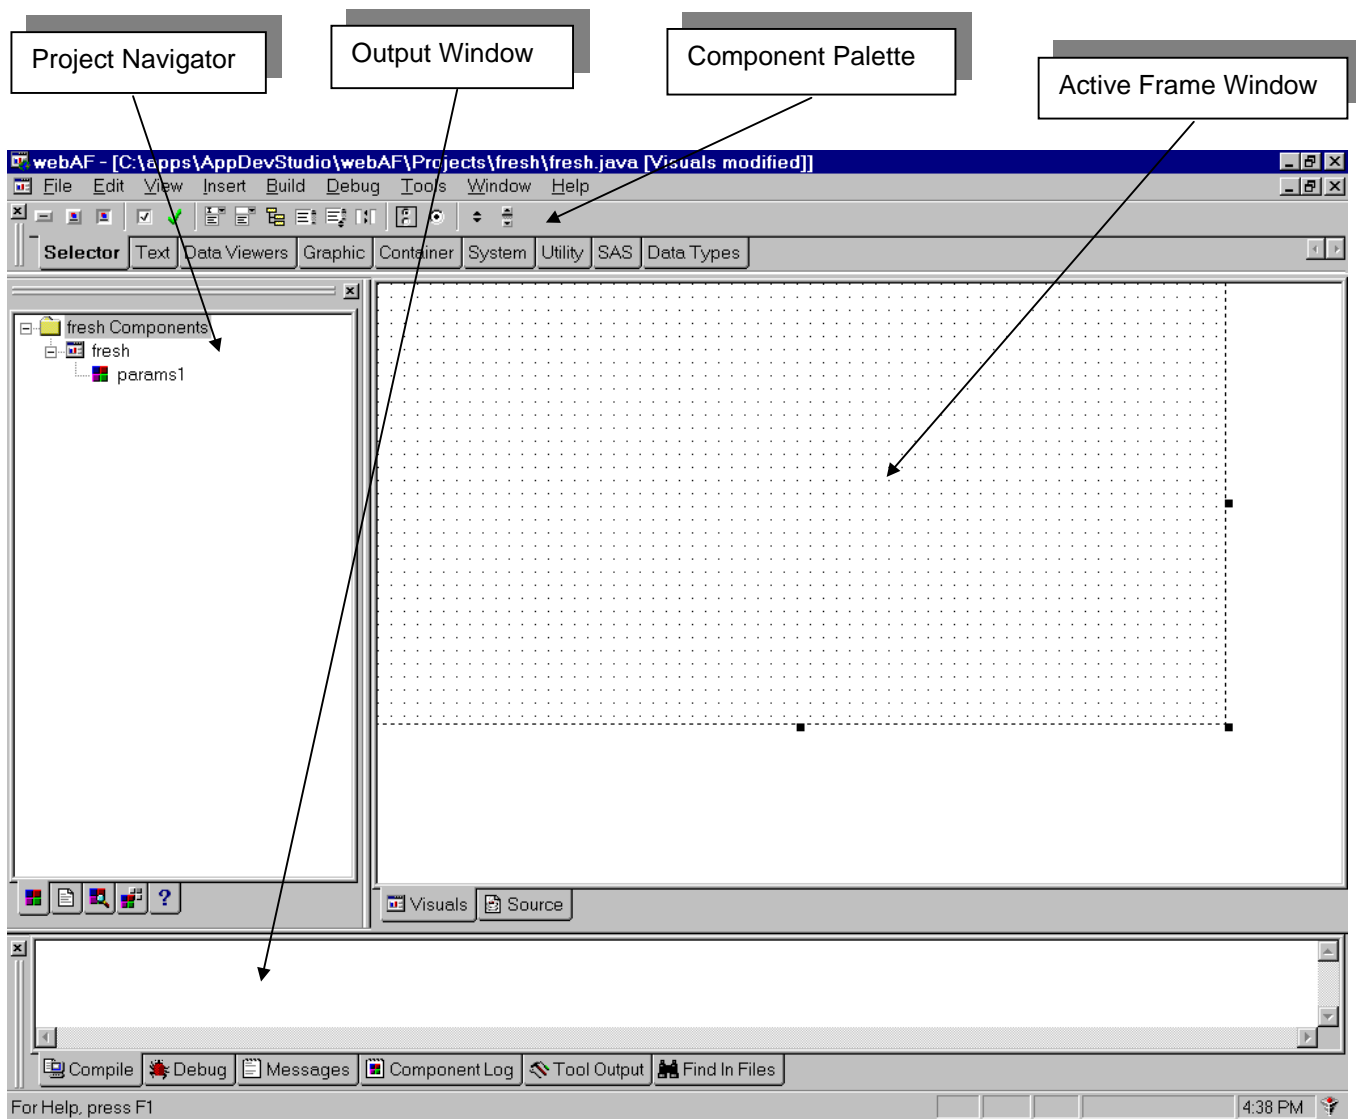 Project Navigator
Output Window
Component Palette
Active Frame Window
webAF - [C:\apps\AppDevStudio\webAF\Projects\fresh\fresh.java [Visuals modified]]
File Edit View Insert Build Debug Tools Window Help
Selector Text Data Viewers Graphic Container System Utility SAS Data Types
fresh Components
fresh
params1
Visuals Source
Compile Debug Messages Component Log Tool Output Find In Files
For Help, press F1 4:38 PM